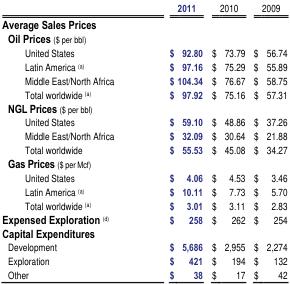 2011 2010 2009
Average Sales Prices
Oil Prices ($ per bbl)
United States $ 92.80 $ 73.79 $ 56.74
Latin America (a) $ 97.16 $ 75.29 $ 55.89
Middle East/North Africa $ 104.34 $ 76.67 $ 58.75
Total worldwide (a) $ 97.92 $ 75.16 $ 57.31
NGL Prices ($ per bbl)
United States $ 59.10 $ 48.86 $ 37.26
Middle East/North Africa $ 32.09 $ 30.64 $ 21.88
Total worldwide $ 55.53 $ 45.08 $ 34.27
Gas Prices ($ per Mcf)
United States $ 4.06 $ 4.53 $ 3.46
Latin America (a) $ 10.11 $ 7.73 $ 5.70
Total worldwide (a) $ 3.01 $ 3.11 $ 2.83
Expensed Exploration (d) $ 258 $ 262 $ 254
Capital Expenditures
Development $ 5,686 $ 2,955 $ 2,274
Exploration $ 421 $ 194 $ 132
Other $ 38 $ 17 $ 42